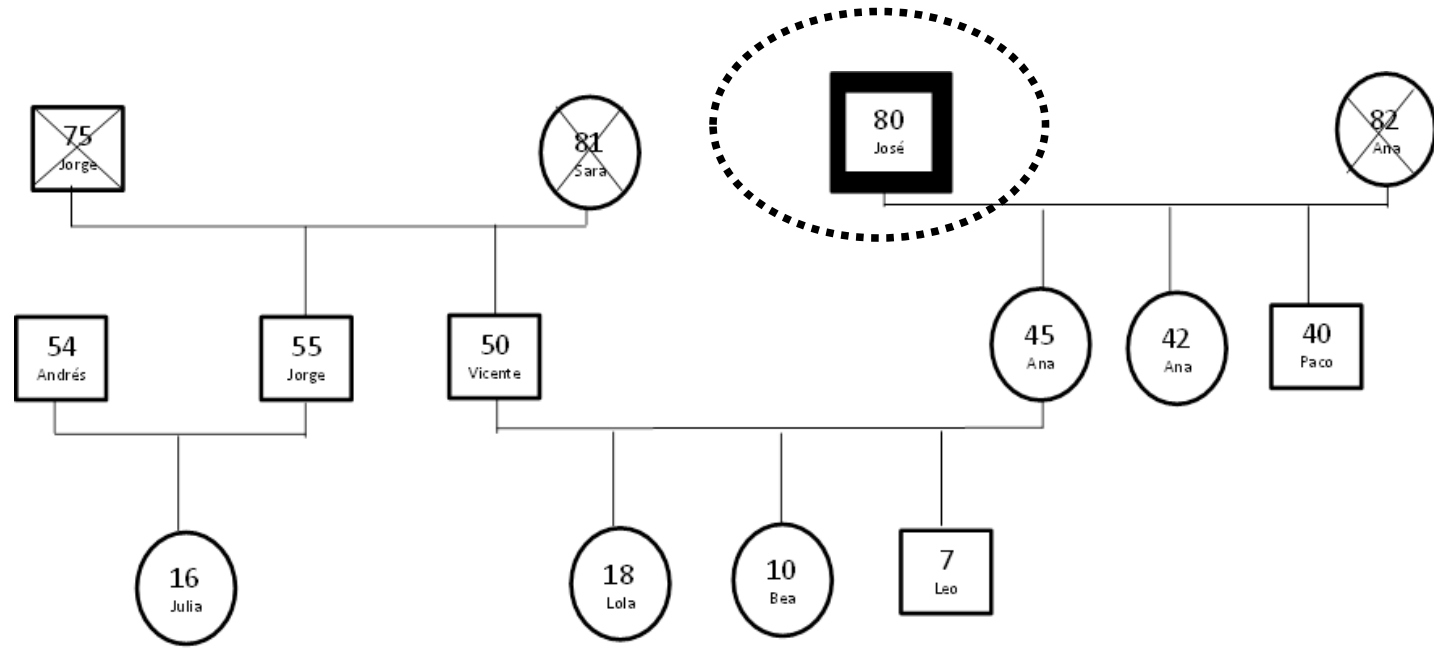 75
Jorge
81
Sara
80
José
82
Ana
54
Andrés
55
Jorge
50
Vicente
45
Ana
42
Ana
40
Paco
16
Julia
18
Lola
10
Bea
7
Leo